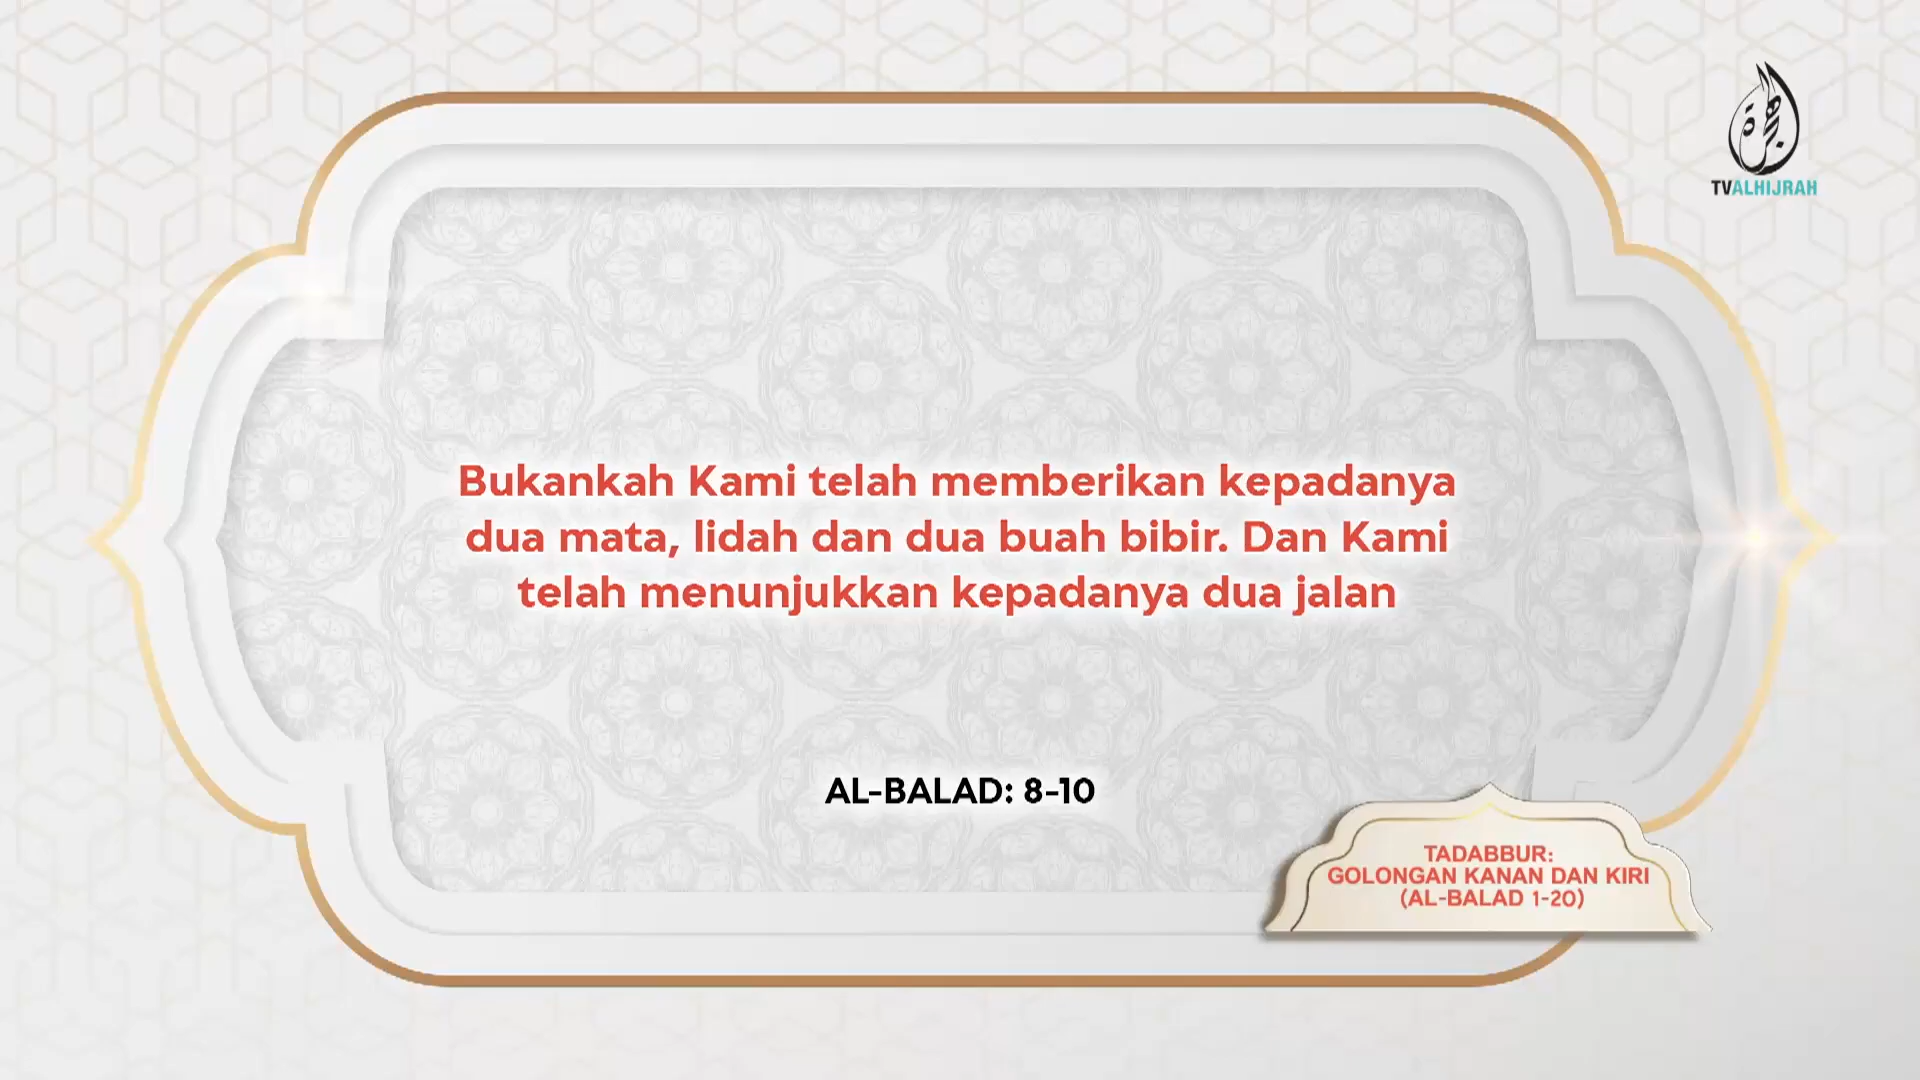 هجرة
TVALHIJRAH
Bukankah Kami telah memberikan kepadanya
dua mata, lidah dan dua buah bibir. Dan Kami
telah menunjukkan kepadanya dua jalan
AL-BALAD: 8-10
TADABBUR:
GOLONGAN KANAN DAN KIRI
(AL-BALAD 1-20)